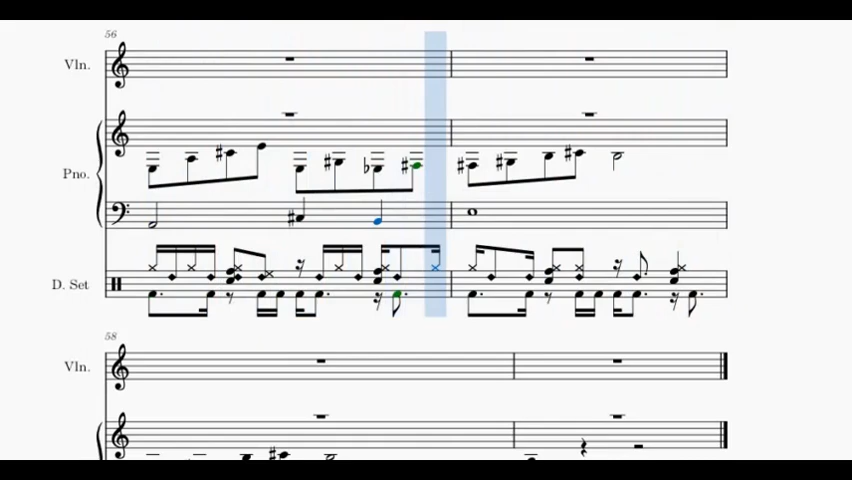 56
Vln.
Pno.
D. Set
58
Vln.